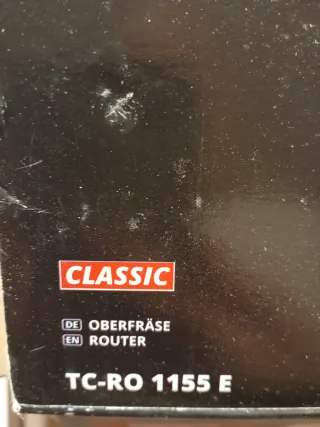 CLASSIC
DE OBERFRÄSE
EN ROUTER
TC-RO 1155 E